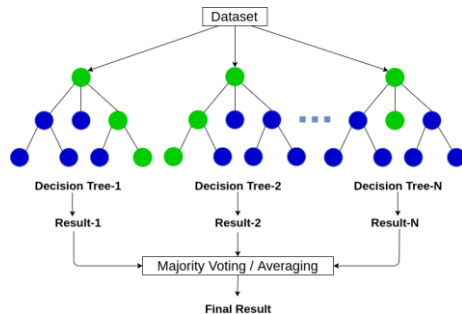 Dataset
Decision Tree-1
Decision Tree-2
Decision Tree-N
Result-1
Result-2
Result-N
Majority Voting / Averaging
Final Result